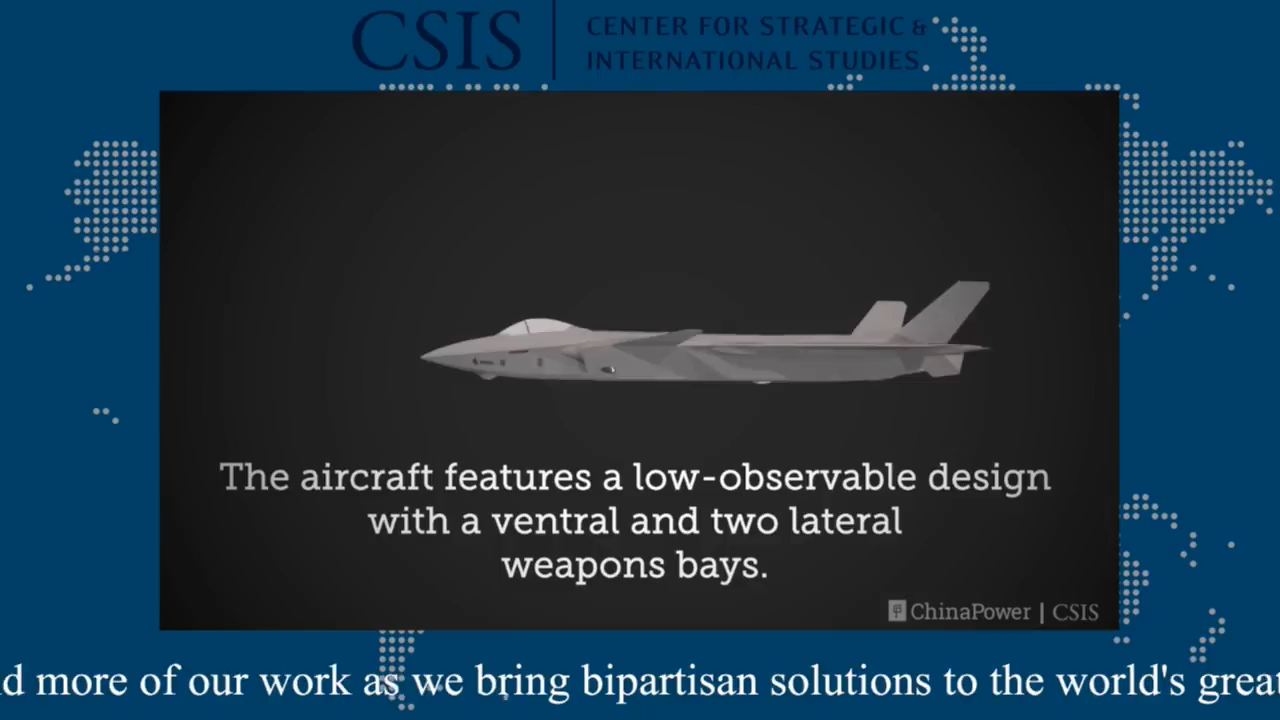 CSIS
CENTER FOR STRATEGIC &
INTERNATIONAL STUDIES
The aircraft features a low-observable design
with a ventral and two lateral
weapons bays.
ChinaPower | CSIS
d more of our work as we bring bipartisan solutions to the world's great